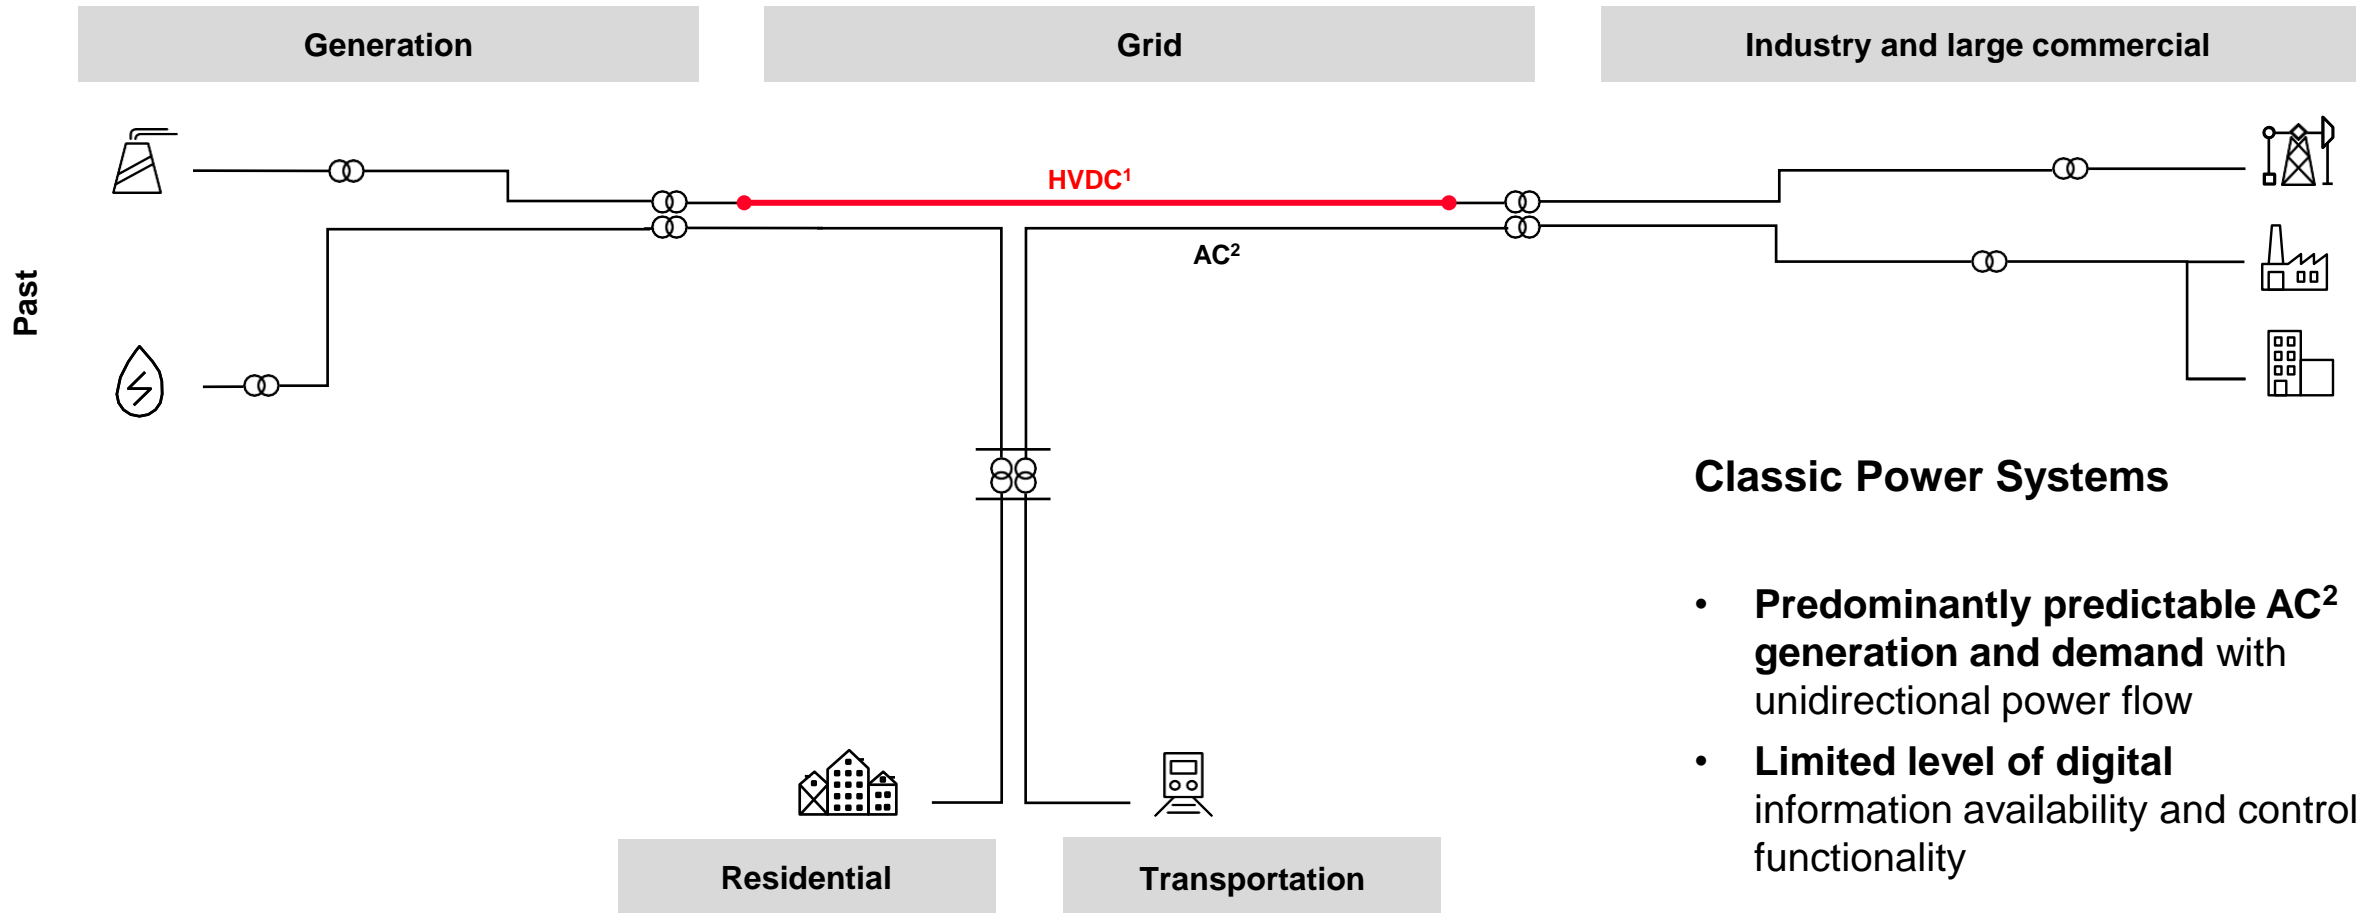 Generation
Grid
Industry and large commercial
Past
HVDC¹
AC²
Classic Power Systems
• Predominantly predictable AC²
generation and demand with
unidirectional power flow
• Limited level of digital
information availability and control
functionality
Residential
Transportation